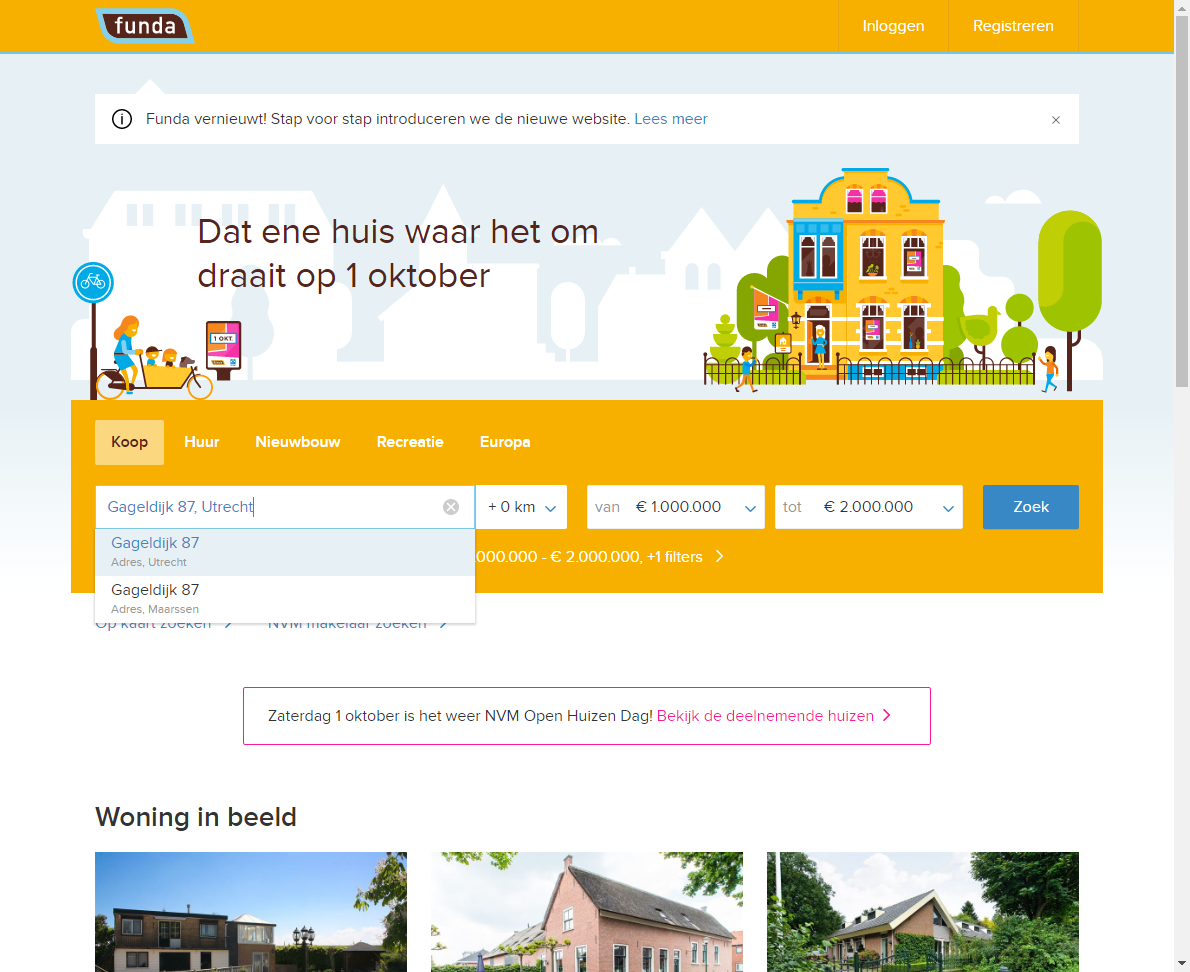 funda
Inloggen
Registreren
Funda vernieuwt! Stap voor stap introduceren we de nieuwe website. Lees meer
Dat ene huis waar het om
draait op 1 oktober
1 OKT.
Koop Huur Nieuwbouw Recreatie Europa
Gageldijk 87, Utrecht
+ 0 km
van € 1.000.000
tot € 2.000.000
Zoek
Gageldijk 87
Adres, Utrecht
000.000 - € 2.000.000, +1 filters
Gageldijk 87
Adres, Maarssen
Op kaart zoeken
NVM makelaar zoeken
Zaterdag 1 oktober is het weer NVM Open Huizen Dag! Bekijk de deelnemende huizen
Woning in beeld